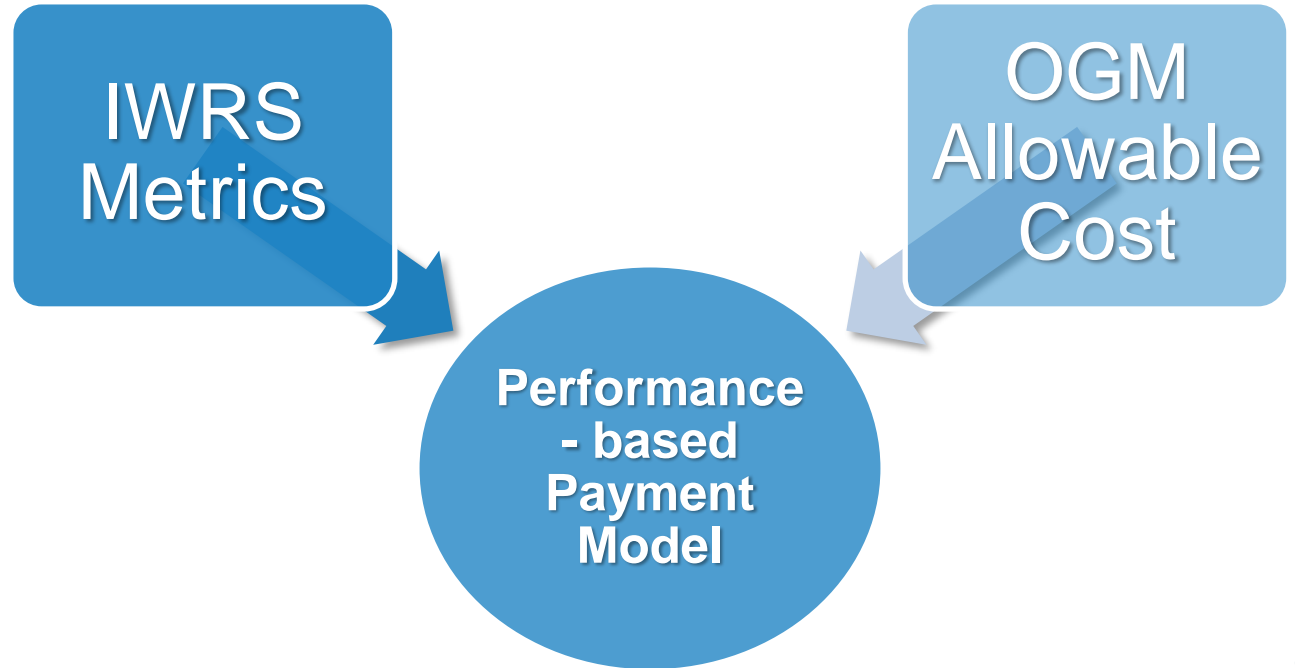 IWRS
Metrics
OGM
Allowable
Cost
Performance
- based
Payment
Model